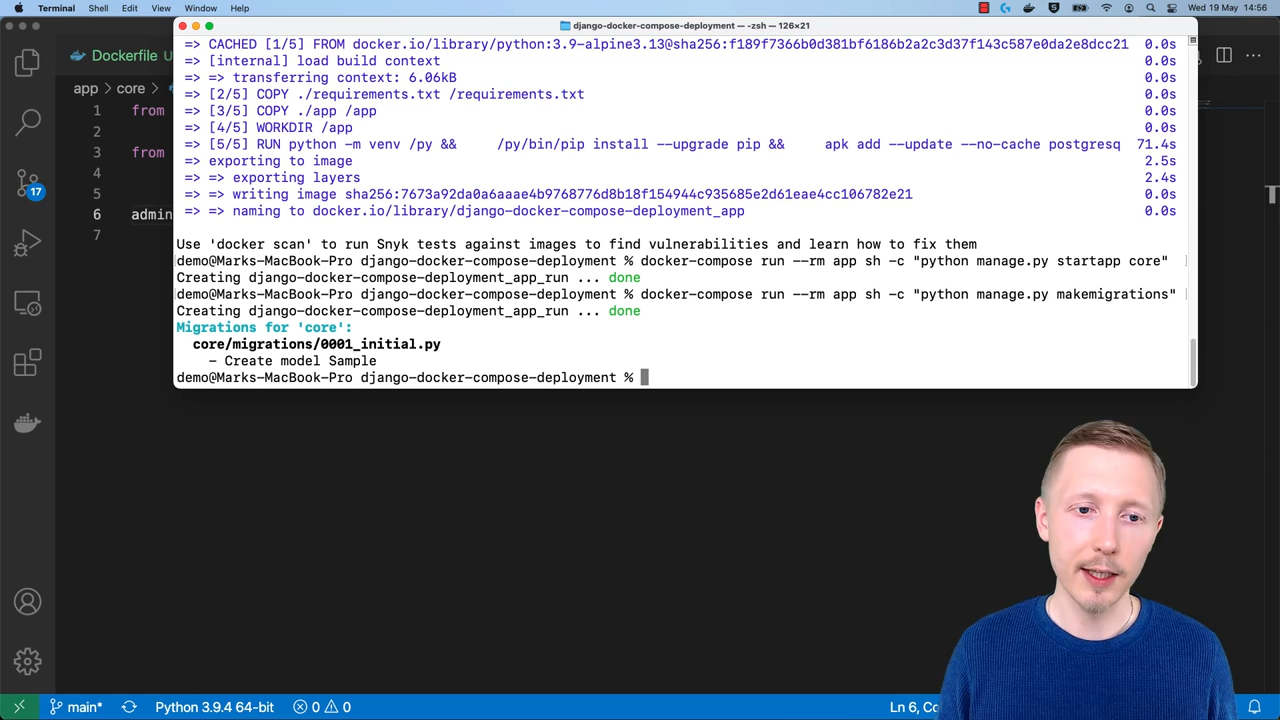 Terminal Shell Edit View Window Help Wed 19 May 14:56
django-docker-compose-deployment — -zsh — 126×21
=> CACHED [1/5] FROM docker.io/library/python:3.9-alpine3.13@sha256:f189f7366b0d381bf6186b2a2c3d37f143c587e0da2e8dcc21 0.0s
=> [internal] load build context 0.0s
=> => transferring context: 6.06kB 0.0s
=> [2/5] COPY ./requirements.txt /requirements.txt 0.0s
=> [3/5] COPY ./app /app 0.0s
=> [4/5] WORKDIR /app 0.0s
=> [5/5] RUN python -m venv /py && /py/bin/pip install --upgrade pip && apk add --update --no-cache postgresq 71.4s
=> exporting to image 2.5s
=> => exporting layers 2.4s
=> => writing image sha256:7673a92da0a6aaae4b9768776d8b18f154944c935685e2d61eae4cc106782e21 0.0s
=> => naming to docker.io/library/django-docker-compose-deployment_app 0.0s
Use 'docker scan' to run Snyk tests against images to find vulnerabilities and learn how to fix them
demo@Marks-MacBook-Pro django-docker-compose-deployment % docker-compose run --rm app sh -c "python manage.py startapp core"
Creating django-docker-compose-deployment_app_run ... done
demo@Marks-MacBook-Pro django-docker-compose-deployment % docker-compose run --rm app sh -c "python manage.py makemigrations"
Creating django-docker-compose-deployment_app_run ... done
Migrations for 'core':
core/migrations/0001_initial.py
- Create model Sample
demo@Marks-MacBook-Pro django-docker-compose-deployment %
Dockerfile U
app > core >
1 from
2
3 from
4
5
6 admin
7
17
main* Python 3.9.4 64-bit 0 0 Ln 6, Co